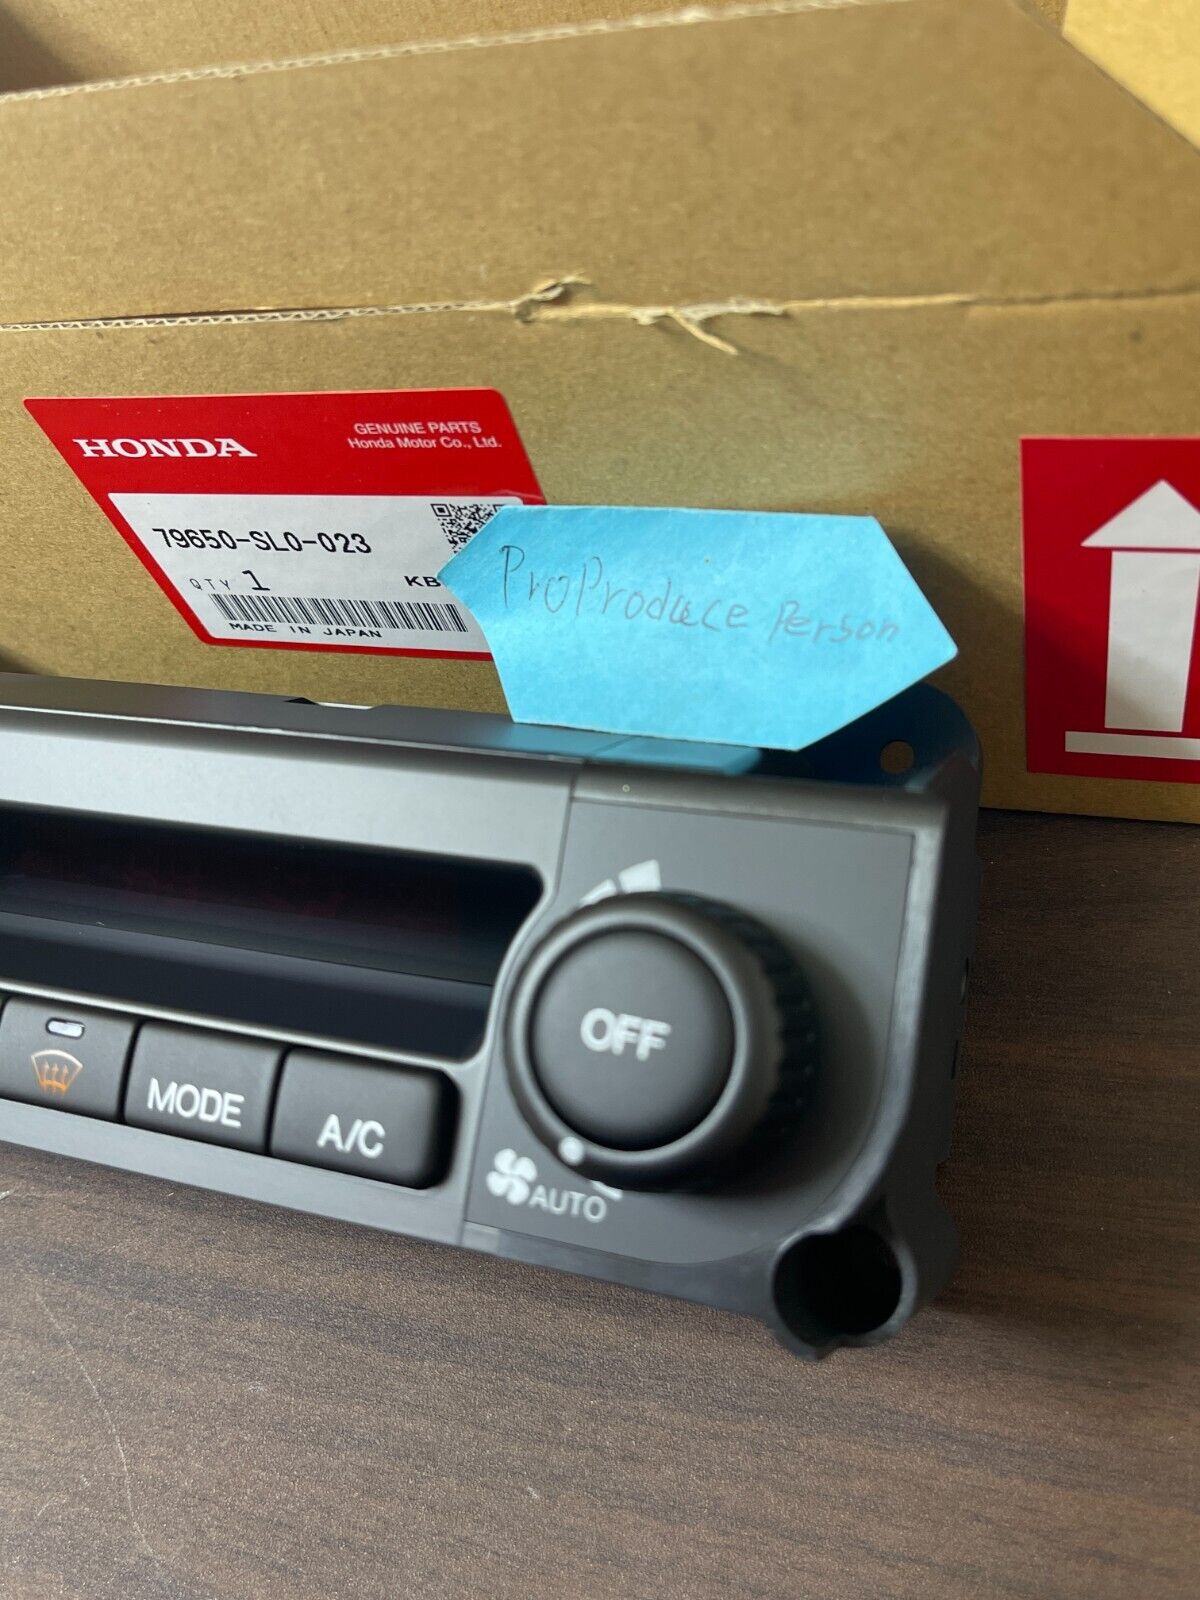 HONDA
GENUINE PARTS
Honda Motor Co., Ltd.
79650-SL0-023
QTY 1
KB
MADE IN JAPAN
ProProduce Person
OFF
MODE
A/C
AUTO